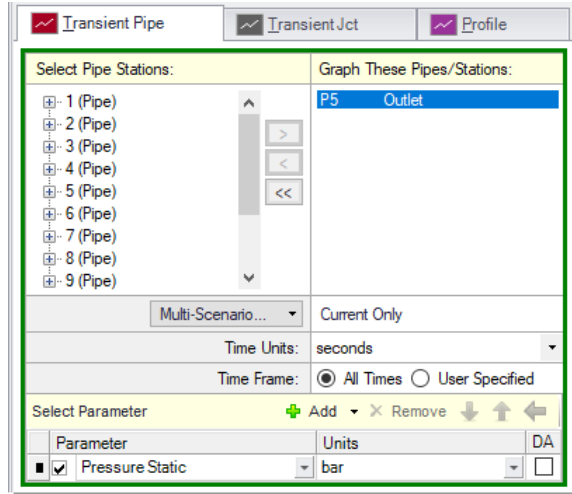 Transient Pipe Transient Jct Profile
Select Pipe Stations: Graph These Pipes/Stations:
1 (Pipe) P5 Outlet
2 (Pipe)
3 (Pipe)
4 (Pipe)
5 (Pipe)
6 (Pipe)
7 (Pipe)
8 (Pipe)
9 (Pipe)
>
<
<<
Multi-Scenario... Current Only
Time Units: seconds
Time Frame: All Times User Specified
Select Parameter Add Remove
Parameter Units DA
Pressure Static bar